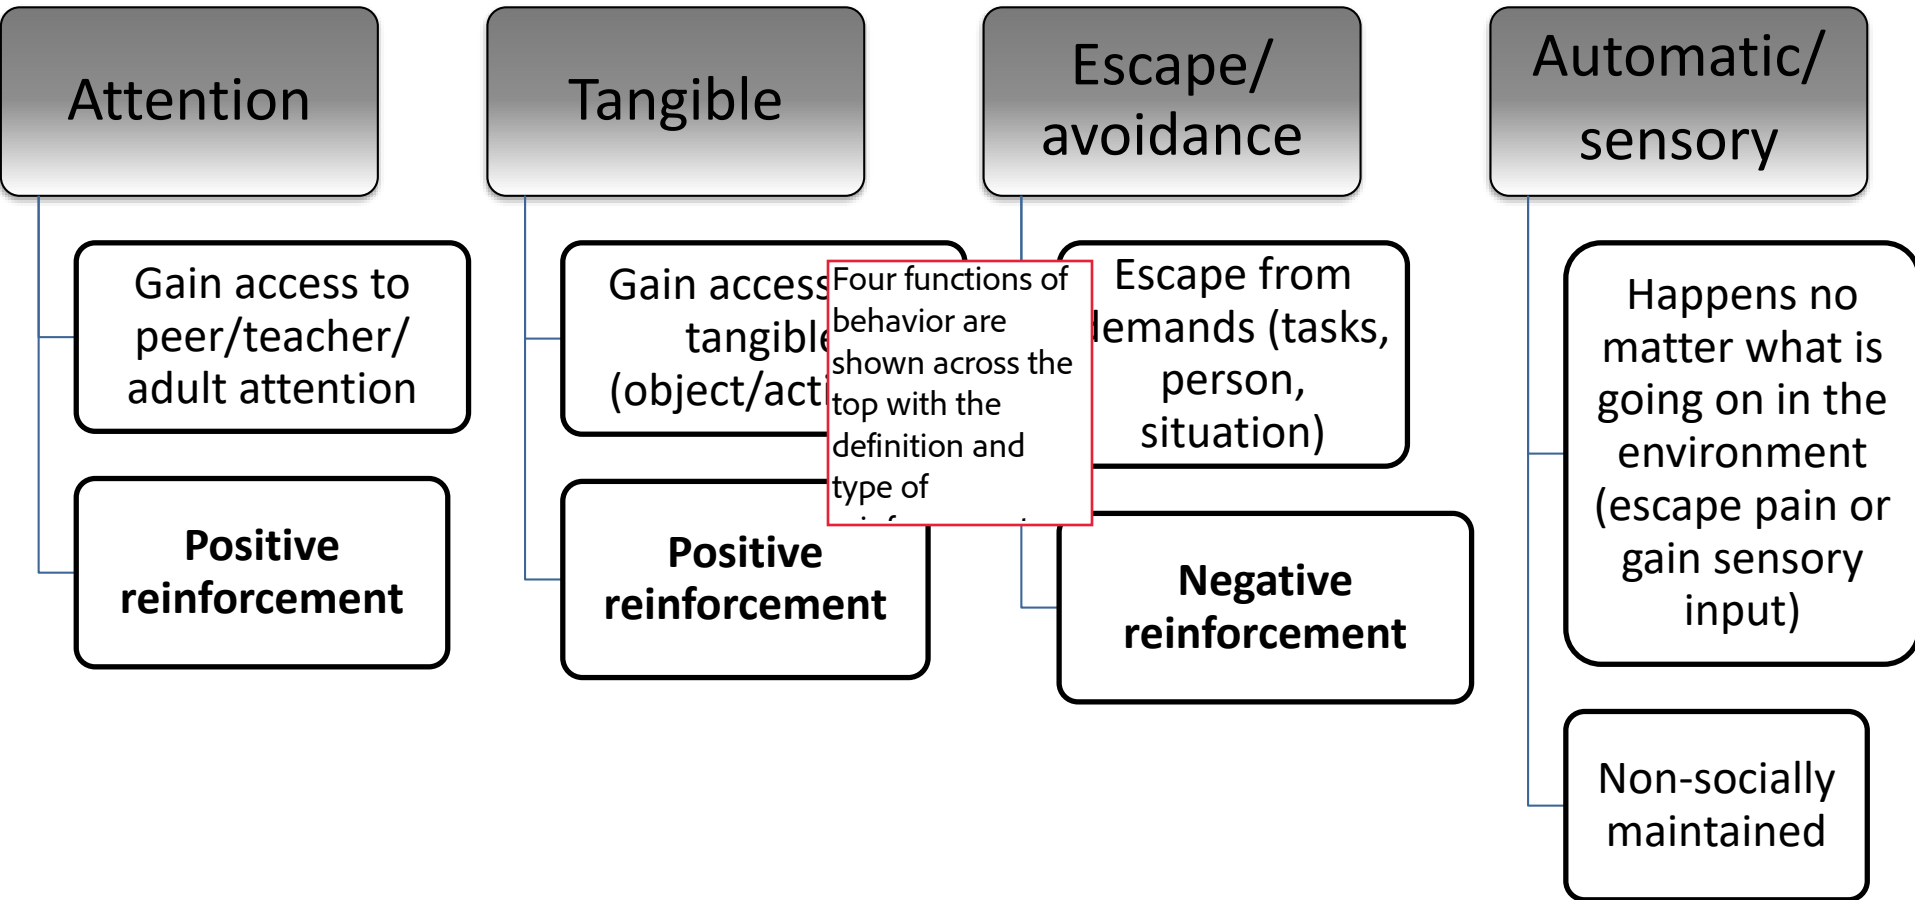 Attention
Gain access to
peer/teacher/
adult attention
Positive
reinforcement
Tangible
Gain access
tangible
(object/acti
Positive
reinforcement
Four functions of
behavior are
shown across the
top with the
definition and
type of
Escape/
avoidance
Escape from
demands (tasks,
person,
situation)
Negative
reinforcement
Automatic/
sensory
Happens no
matter what is
going on in the
environment
(escape pain or
gain sensory
input)
Non-socially
maintained